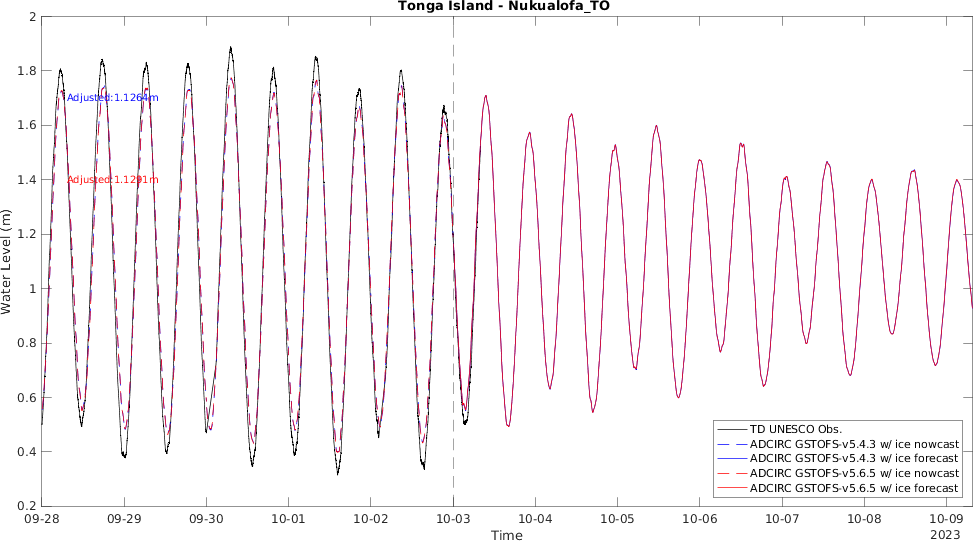 Tonga Island - Nukualofa_TO
2
1.8
1.6
1.4
1.2
1
0.8
0.6
0.4
0.2
Water Level (m)
Adjusted:1.1264m
Adjusted:1.1291m
TD UNESCO Obs.
ADCIRC GSTOFS-v5.4.3 w/ ice nowcast
ADCIRC GSTOFS-v5.4.3 w/ ice forecast
ADCIRC GSTOFS-v5.6.5 w/ ice nowcast
ADCIRC GSTOFS-v5.6.5 w/ ice forecast
09-28 09-29 09-30 10-01 10-02 10-03 10-04 10-05 10-06 10-07 10-08 10-09
2023
Time